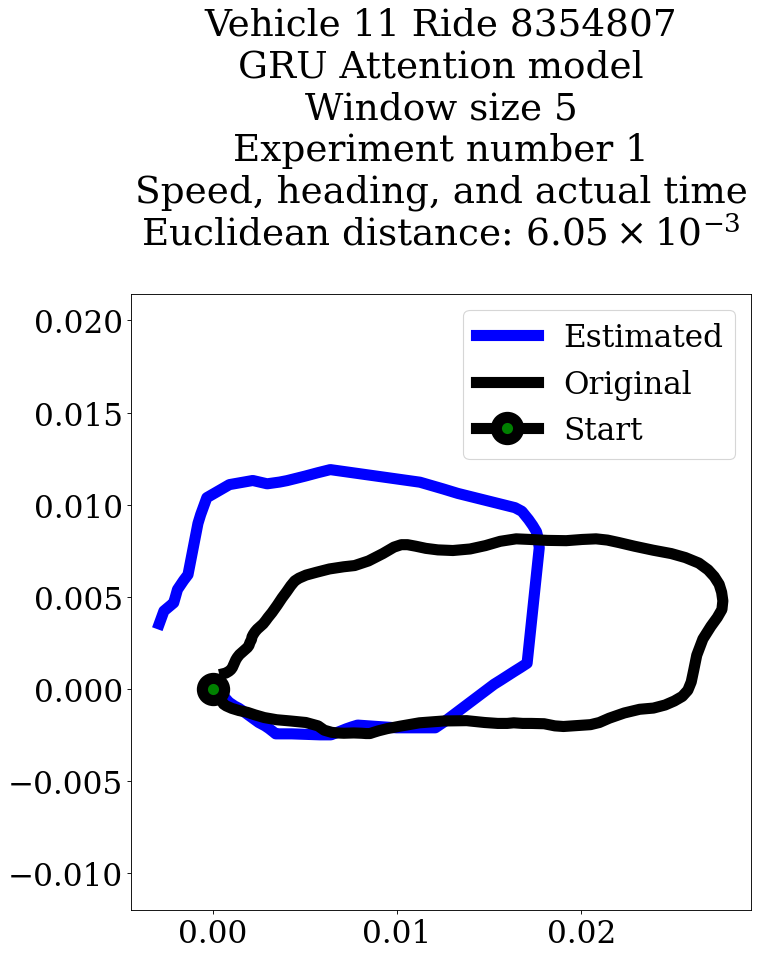 Vehicle 11 Ride 8354807
GRU Attention model
Window size 5
Experiment number 1
Speed, heading, and actual time
Euclidean distance: 6.05 × 10⁻³
Estimated
Original
Start
0.020
0.015
0.010
0.005
0.000
−0.005
−0.010
0.00 0.01 0.02